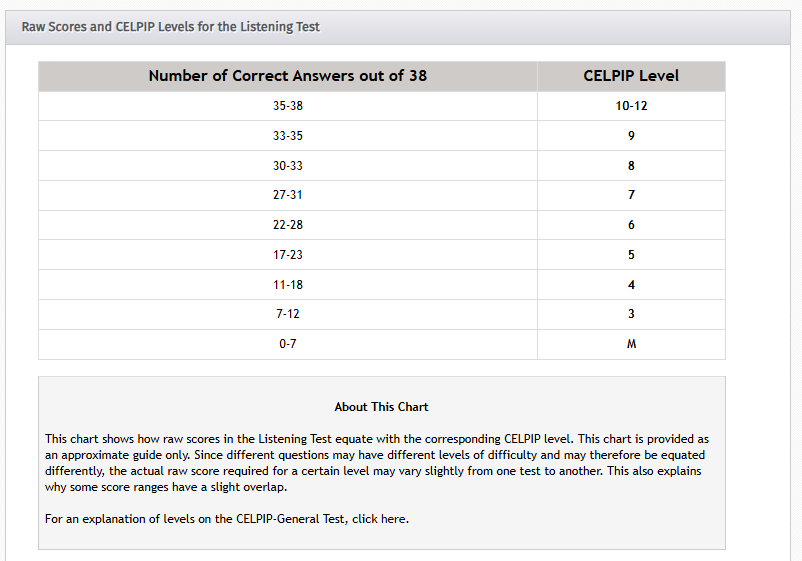 Raw Scores and CELPIP Levels for the Listening Test
Number of Correct Answers out of 38 CELPIP Level
35-38 10-12
33-35 9
30-33 8
27-31 7
22-28 6
17-23 5
11-18 4
7-12 3
0-7 M
About This Chart
This chart shows how raw scores in the Listening Test equate with the corresponding CELPIP level. This chart is provided as
an approximate guide only. Since different questions may have different levels of difficulty and may therefore be equated
differently, the actual raw score required for a certain level may vary slightly from one test to another. This also explains
why some score ranges have a slight overlap.
For an explanation of levels on the CELPIP-General Test, click here.